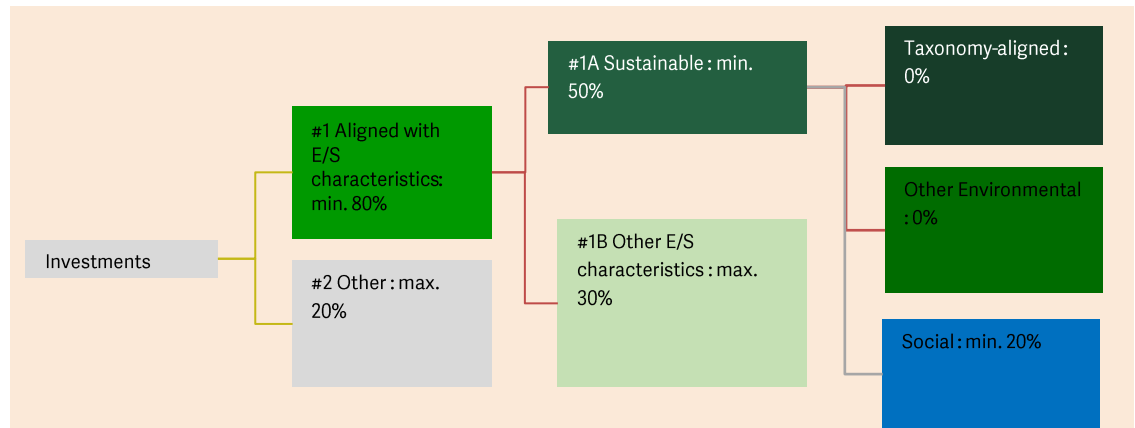 Investments
#1 Aligned with
E/S
characteristics:
min. 80%
#2 Other : max.
20%
#1A Sustainable : min.
50%
#1B Other E/S
characteristics : max.
30%
Taxonomy-aligned :
0%
Other Environmental
: 0%
Social : min. 20%